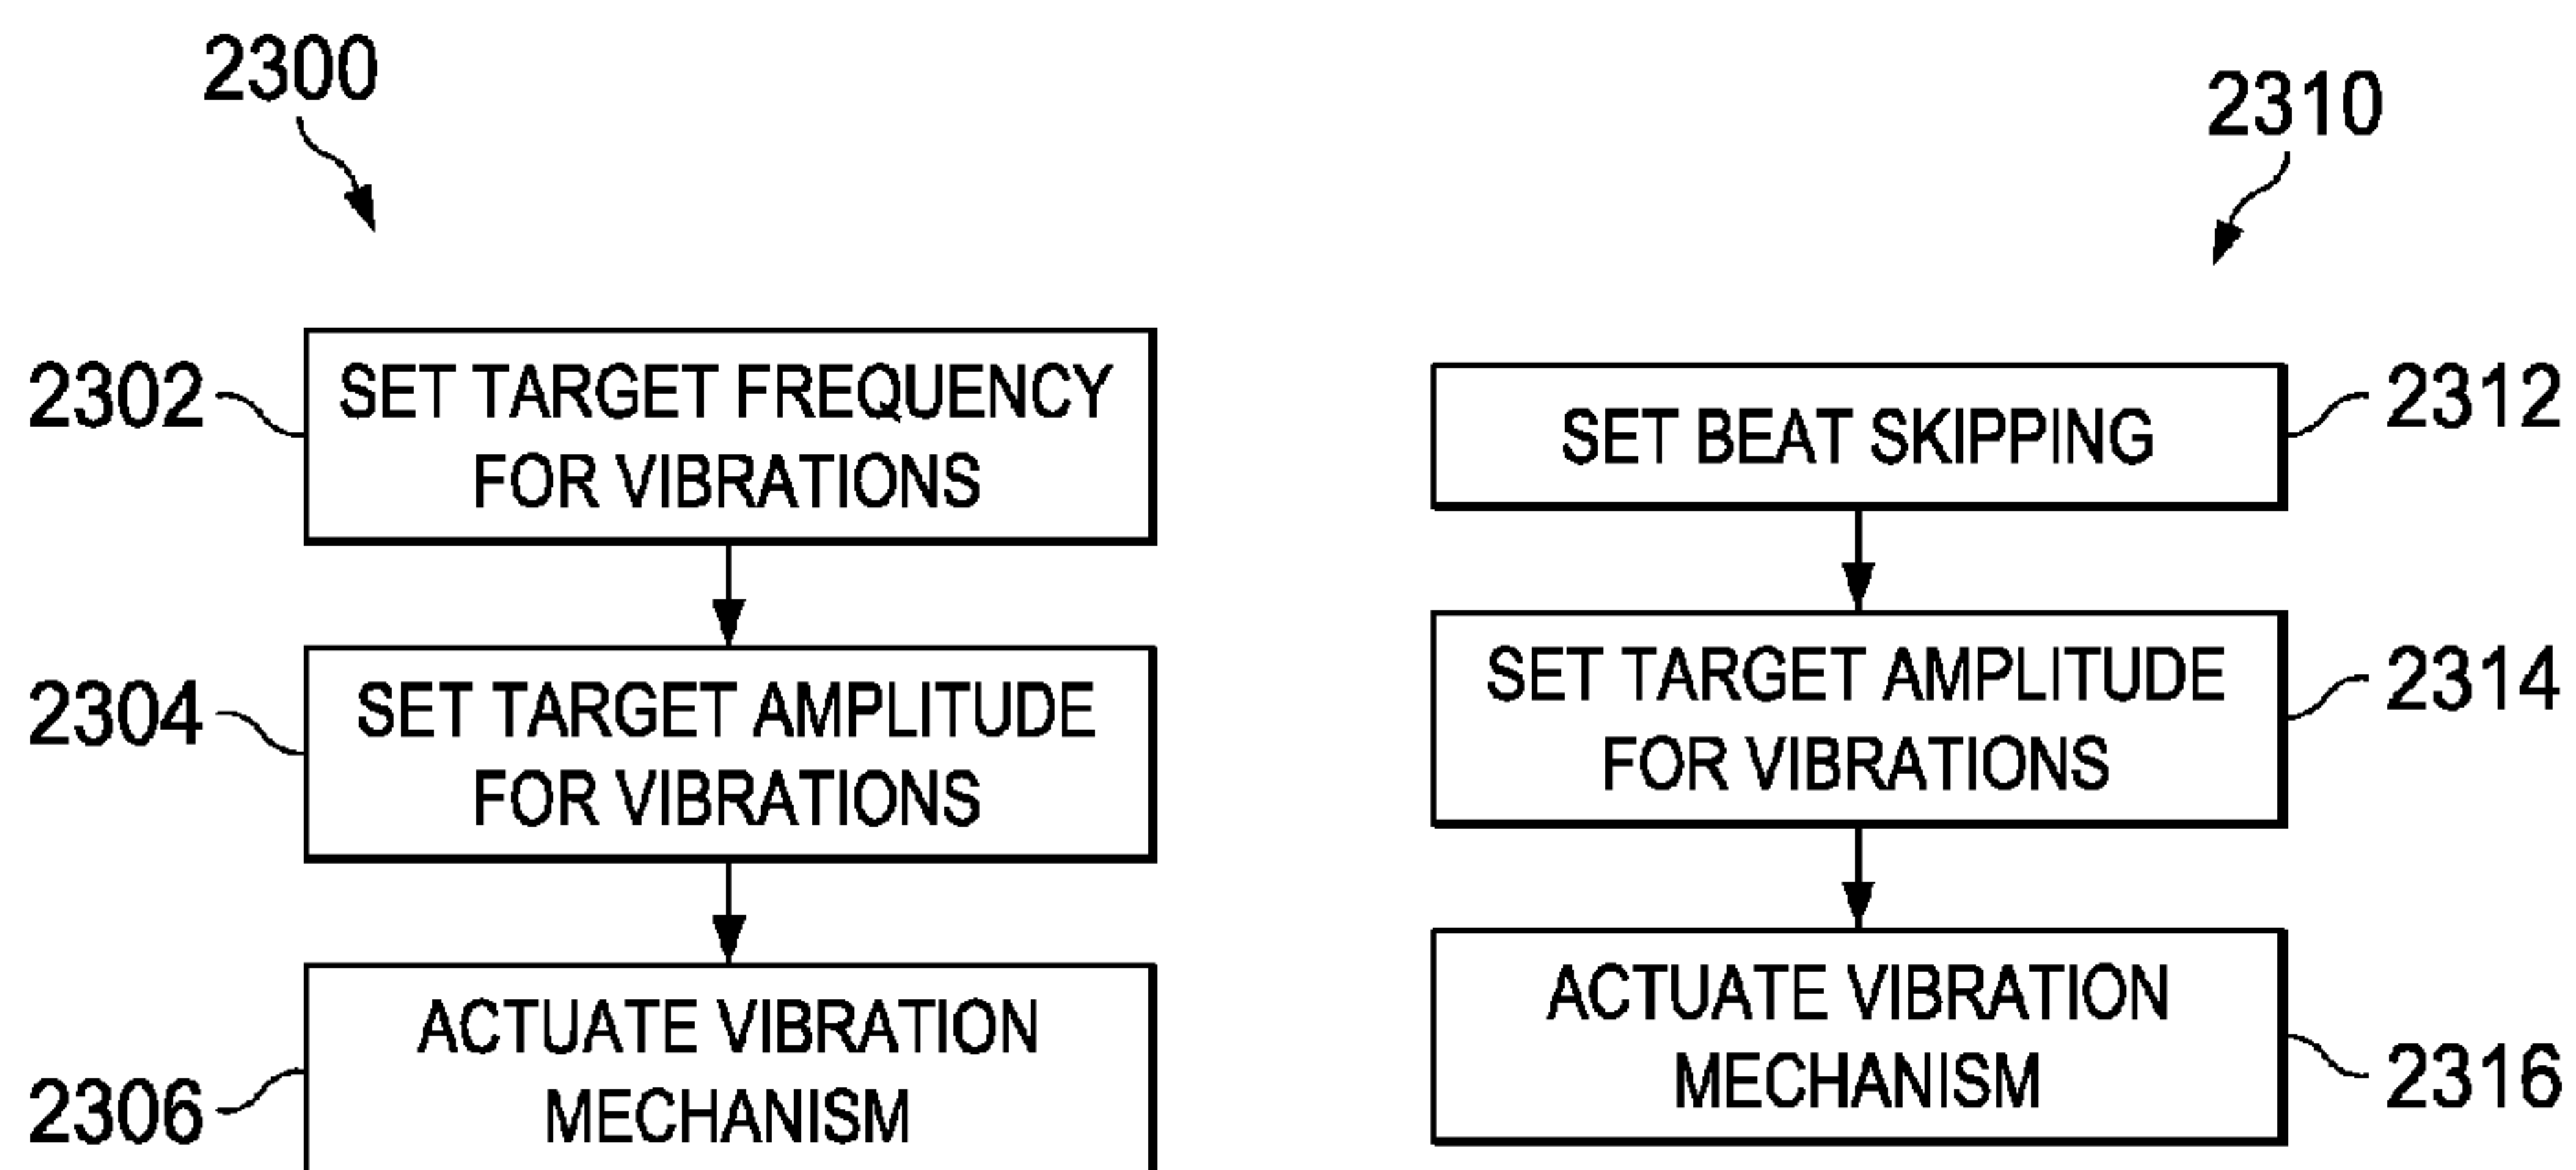 2300
2302
SET TARGET FREQUENCY
FOR VIBRATIONS
2304
SET TARGET AMPLITUDE
FOR VIBRATIONS
2306
ACTUATE VIBRATION
MECHANISM
2310
SET BEAT SKIPPING
2312
SET TARGET AMPLITUDE
FOR VIBRATIONS
2314
ACTUATE VIBRATION
MECHANISM
2316